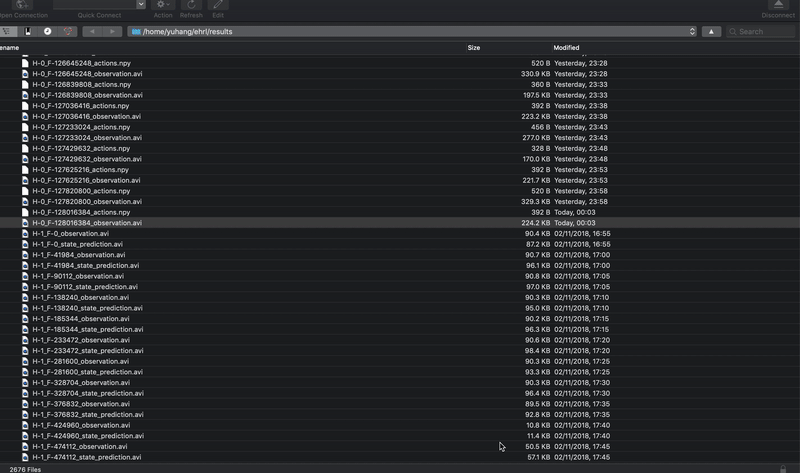 pen Connection Quick Connect Action Refresh Edit Disconnect
/home/yuhang/ehrl/results Search
ename Size Modified
H-0_F-126645248_actions.npy 520 B Yesterday, 23:28
H-0_F-126645248_observation.avi 330.9 KB Yesterday, 23:28
H-0_F-126839808_actions.npy 360 B Yesterday, 23:33
H-0_F-126839808_observation.avi 197.5 KB Yesterday, 23:33
H-0_F-127036416_actions.npy 392 B Yesterday, 23:38
H-0_F-127036416_observation.avi 223.2 KB Yesterday, 23:38
H-0_F-127233024_actions.npy 456 B Yesterday, 23:43
H-0_F-127233024_observation.avi 277.0 KB Yesterday, 23:43
H-0_F-127429632_actions.npy 328 B Yesterday, 23:48
H-0_F-127429632_observation.avi 170.0 KB Yesterday, 23:48
H-0_F-127625216_actions.npy 392 B Yesterday, 23:53
H-0_F-127625216_observation.avi 221.7 KB Yesterday, 23:53
H-0_F-127820800_actions.npy 520 B Yesterday, 23:58
H-0_F-127820800_observation.avi 329.3 KB Yesterday, 23:58
H-0_F-128016384_actions.npy 392 B Today, 00:03
H-0_F-128016384_observation.avi 224.2 KB Today, 00:03
H-1_F-0_observation.avi 90.4 KB 02/11/2018, 16:55
H-1_F-0_state_prediction.avi 87.2 KB 02/11/2018, 16:55
H-1_F-41984_observation.avi 90.7 KB 02/11/2018, 17:00
H-1_F-41984_state_prediction.avi 96.1 KB 02/11/2018, 17:00
H-1_F-90112_observation.avi 90.8 KB 02/11/2018, 17:05
H-1_F-90112_state_prediction.avi 97.0 KB 02/11/2018, 17:05
H-1_F-138240_observation.avi 90.3 KB 02/11/2018, 17:10
H-1_F-138240_state_prediction.avi 95.0 KB 02/11/2018, 17:10
H-1_F-185344_observation.avi 90.2 KB 02/11/2018, 17:15
H-1_F-185344_state_prediction.avi 96.3 KB 02/11/2018, 17:15
H-1_F-233472_observation.avi 90.6 KB 02/11/2018, 17:20
H-1_F-233472_state_prediction.avi 98.4 KB 02/11/2018, 17:20
H-1_F-281600_observation.avi 90.3 KB 02/11/2018, 17:25
H-1_F-281600_state_prediction.avi 93.3 KB 02/11/2018, 17:25
H-1_F-328704_observation.avi 90.3 KB 02/11/2018, 17:30
H-1_F-328704_state_prediction.avi 96.4 KB 02/11/2018, 17:30
H-1_F-376832_observation.avi 89.5 KB 02/11/2018, 17:35
H-1_F-376832_state_prediction.avi 92.8 KB 02/11/2018, 17:35
H-1_F-424960_observation.avi 10.8 KB 02/11/2018, 17:40
H-1_F-424960_state_prediction.avi 11.4 KB 02/11/2018, 17:40
H-1_F-474112_observation.avi 50.5 KB 02/11/2018, 17:45
H-1_F-474112_state_prediction.avi 57.1 KB 02/11/2018, 17:45
2676 Files